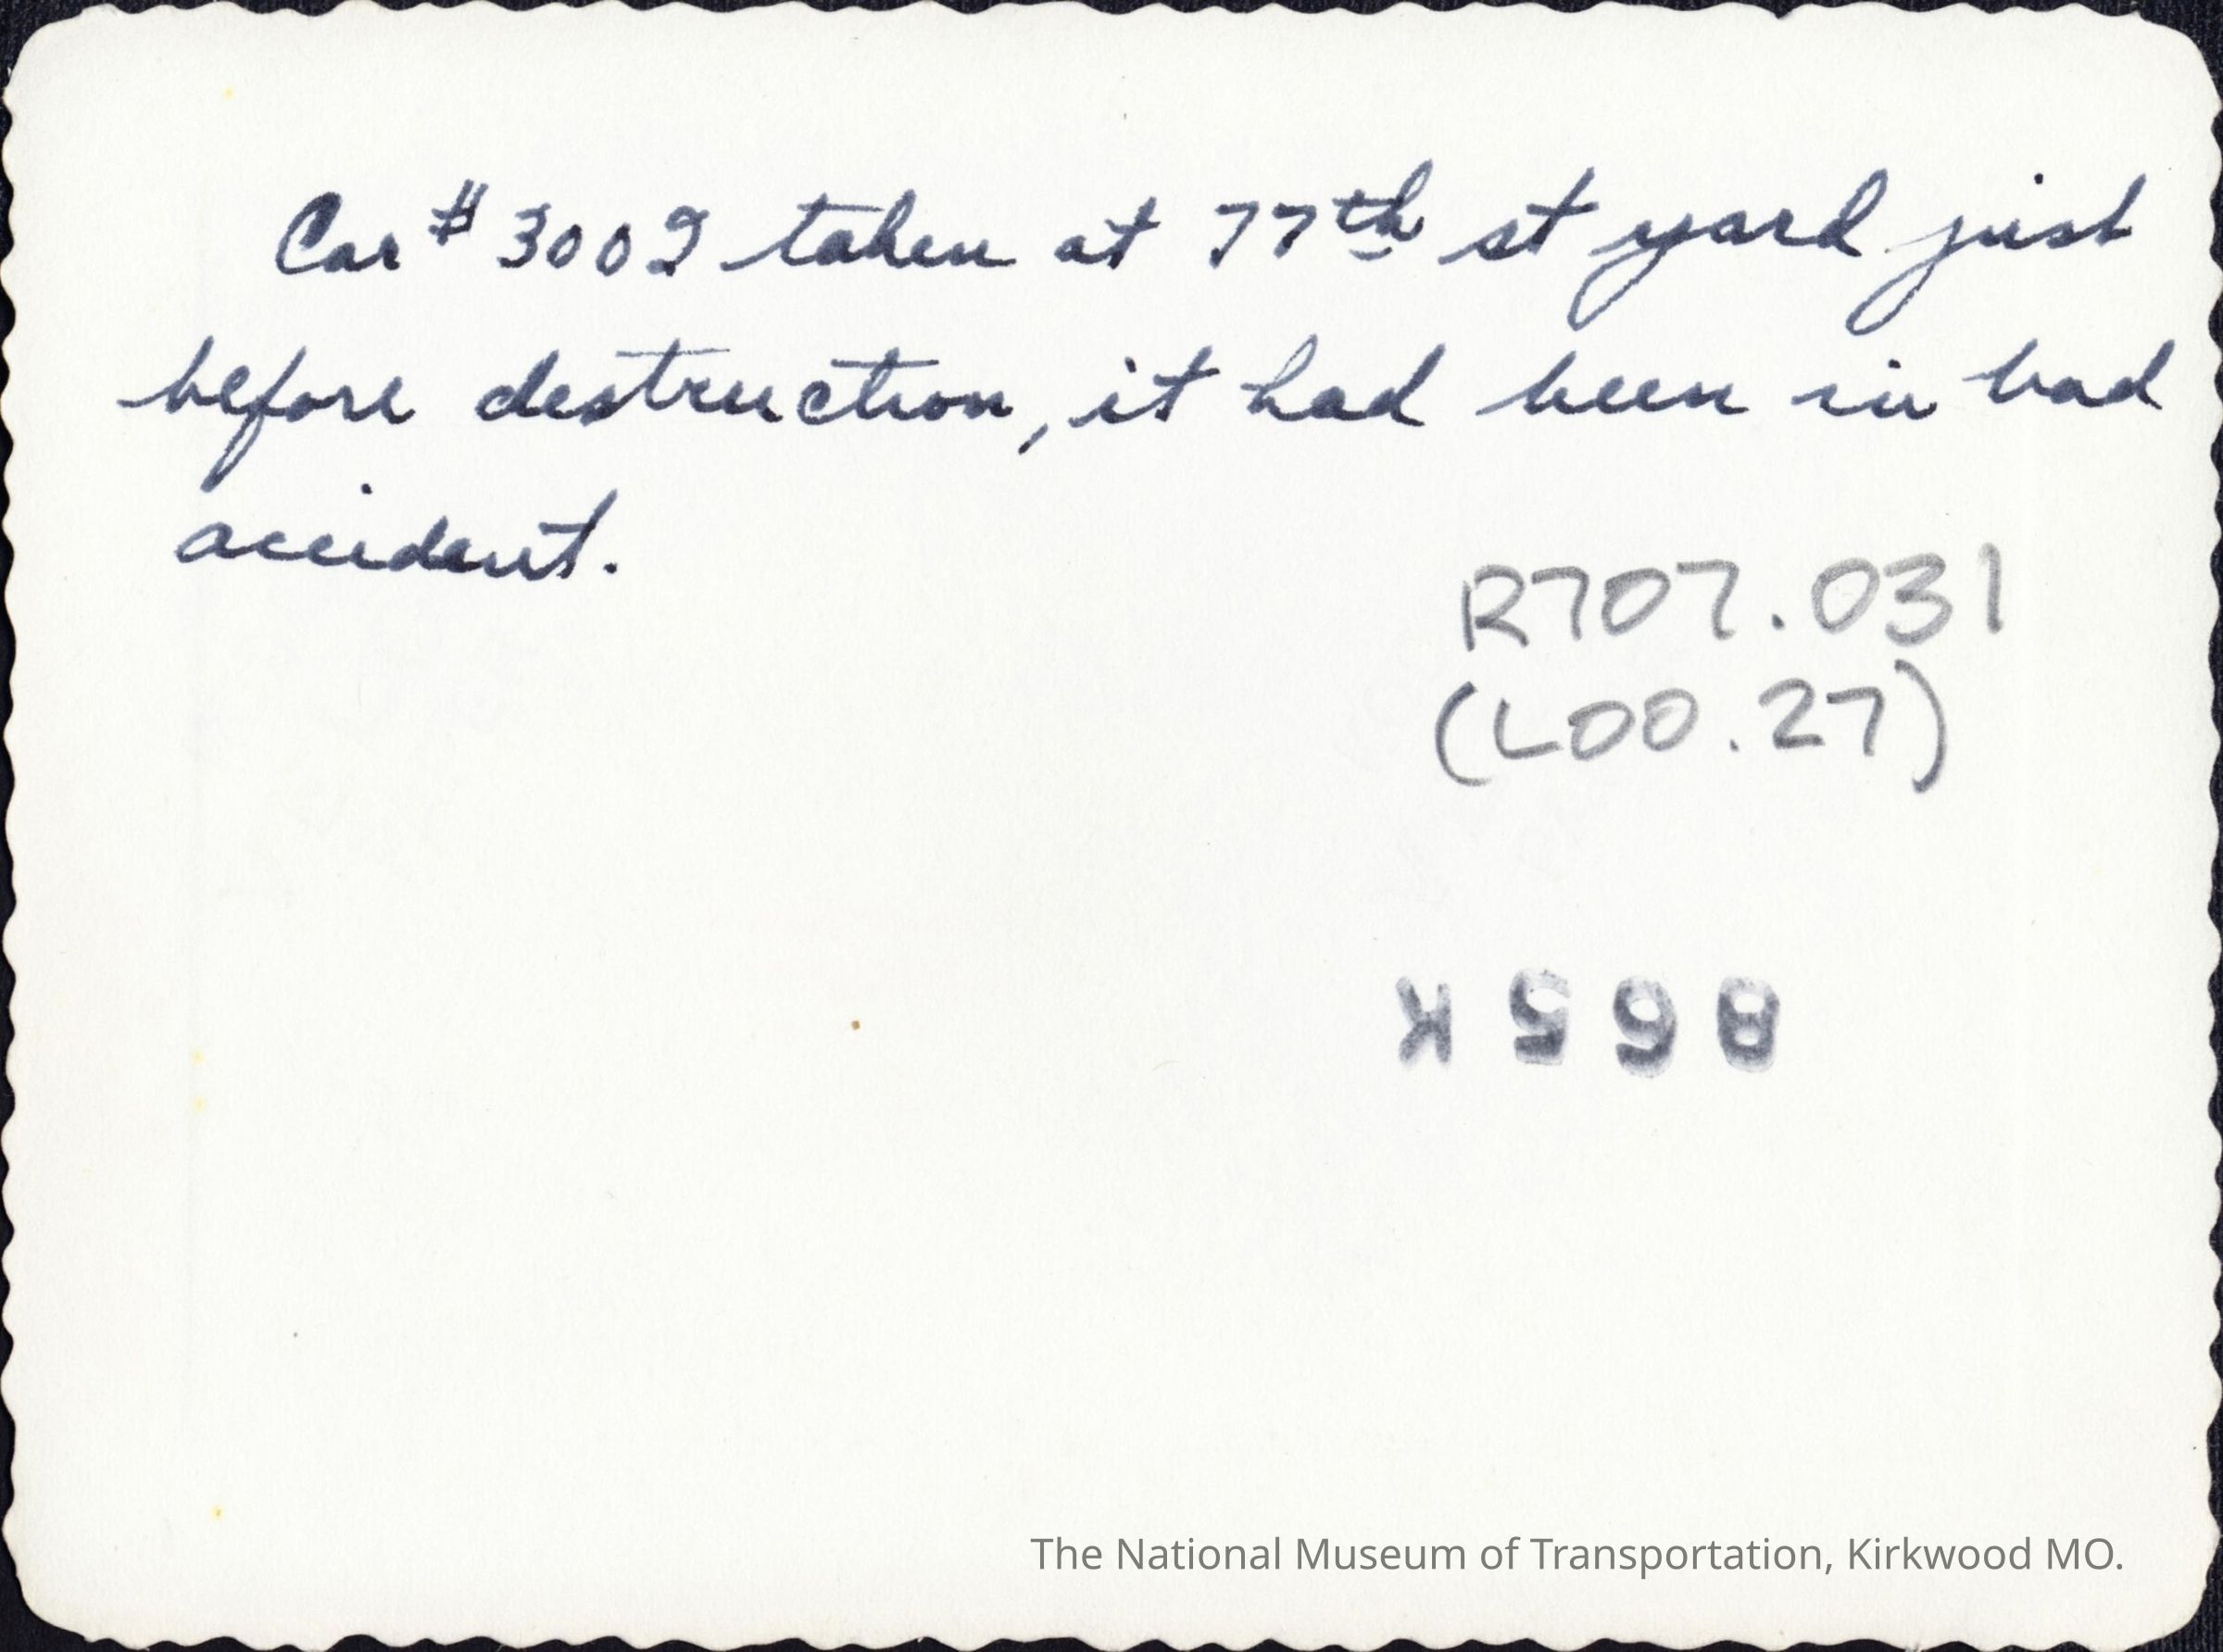 Car # 3002 taken at 77th st yard just
before destruction, it had been in bad
accident.
R707.031
(L00.27)
865K
The National Museum of Transportation, Kirkwood MO.